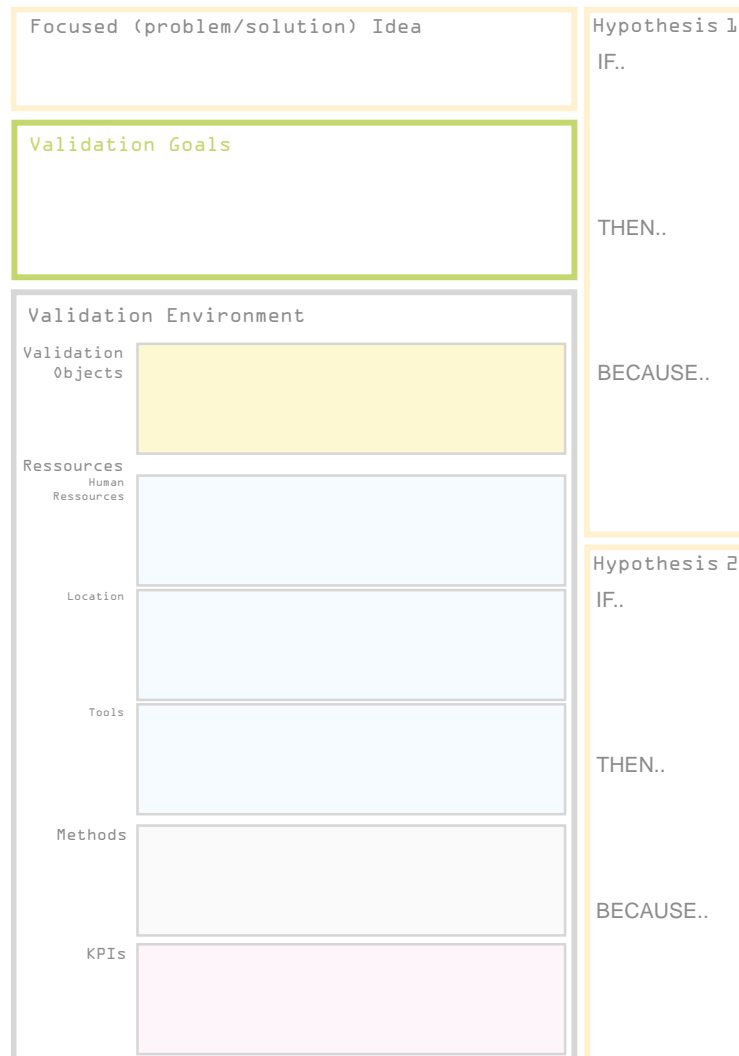 Focused (problem/solution) Idea
Validation Goals
Validation Environment
Validation
Objects
Ressources
Human
Ressources
Location
Tools
Methods
KPIs
Hypothesis 1
IF..
THEN..
BECAUSE..
Hypothesis 2
IF..
THEN..
BECAUSE..